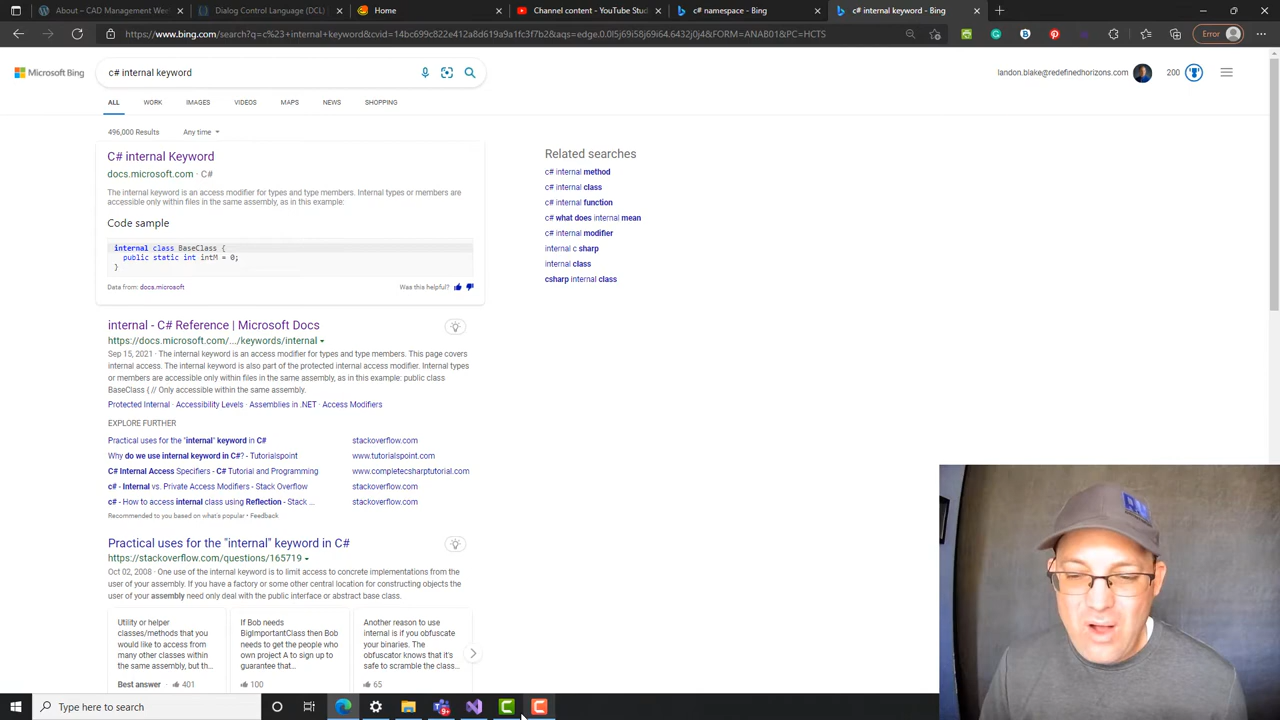 About – CAD Management Wee
Dialog Control Language (DCL)
Home
Channel content - YouTube Stud
c# namespace - Bing
c# internal keyword - Bing
https://www.bing.com/search?q=c%23+internal+keyword&cvid=14bc699c822e412a8d619a9a1f3f7b2&aqs=edge.0.0l5j69i58j69i64.6432j0j4&FORM=ANAB01&PC=HCTS
Error
Microsoft Bing
c# internal keyword
landon.blake@redefinedhorizons.com
200
ALL WORK IMAGES VIDEOS MAPS NEWS SHOPPING
496,000 Results Any time
C# internal Keyword
docs.microsoft.com · C#
The internal keyword is an access modifier for types and type members. Internal types or members are
accessible only within files in the same assembly, as in this example:
Code sample
internal class BaseClass {
public static int intM = 0;
}
Data from: docs.microsoft
Was this helpful?
Related searches
c# internal method
c# internal class
c# internal function
c# what does internal mean
c# internal modifier
internal c sharp
internal class
csharp internal class
internal - C# Reference | Microsoft Docs
https://docs.microsoft.com/.../keywords/internal
Sep 15, 2021 · The internal keyword is an access modifier for types and type members. This page covers
internal access. The internal keyword is also part of the protected internal access modifier. Internal types
or members are accessible only within files in the same assembly, as in this example: public class
BaseClass { // Only accessible within the same assembly.
Protected Internal · Accessibility Levels · Assemblies in .NET · Access Modifiers
EXPLORE FURTHER
Practical uses for the "internal" keyword in C# stackoverflow.com
Why do we use internal keyword in C#? - Tutorialspoint www.tutorialspoint.com
C# Internal Access Specifiers - C# Tutorial and Programming www.completecsharptutorial.com
c# - Internal vs. Private Access Modifiers - Stack Overflow stackoverflow.com
c# - How to access internal class using Reflection - Stack ... stackoverflow.com
Recommended to you based on what's popular • Feedback
Practical uses for the "internal" keyword in C#
https://stackoverflow.com/questions/165719
Oct 02, 2008 · One use of the internal keyword is to limit access to concrete implementations from the
user of your assembly. If you have a factory or some other central location for constructing objects the
user of your assembly need only deal with the public interface or abstract base class.
Utility or helper
classes/methods that you
would like to access from
many other classes within
the same assembly, but th...
Best answer · 401
If Bob needs
BigImportantClass then Bob
needs to get the people who
own project A to sign up to
guarantee that...
100
Another reason to use
internal is if you obfuscate
your binaries. The
obfuscator knows that it's
safe to scramble the class...
65
Type here to search
9+